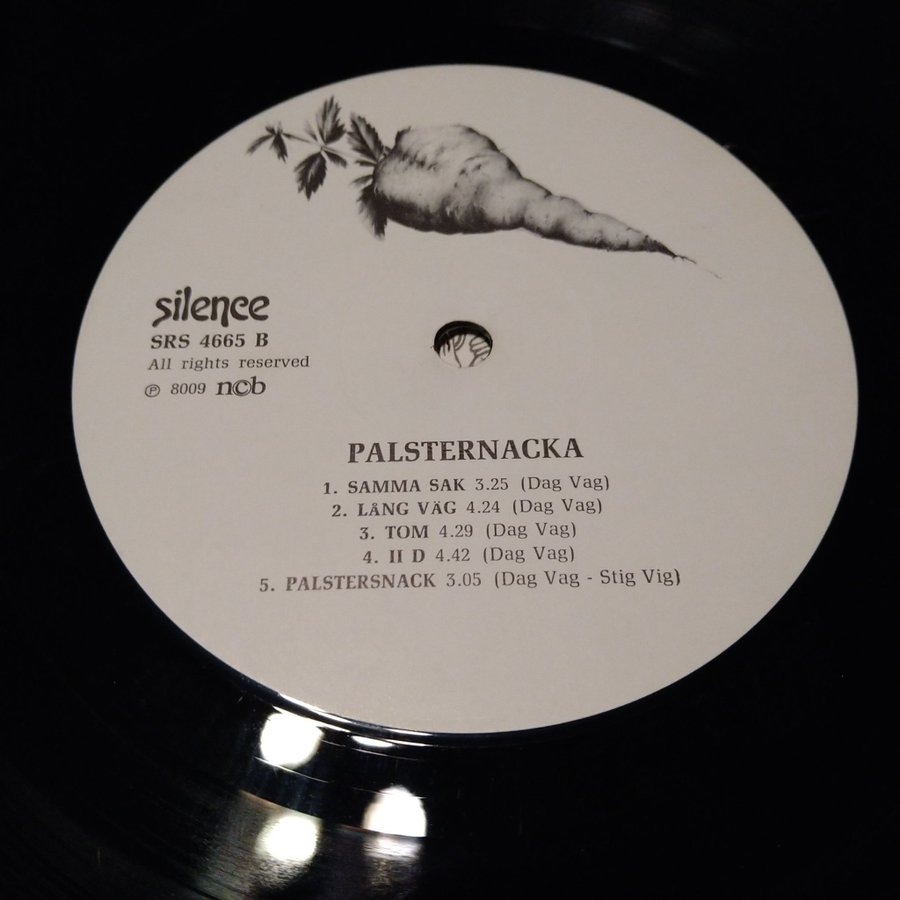 silence
SRS 4665 B
All rights reserved
℗ 8009 ncb
PALSTERNACKA
1. SAMMA SAK 3.25 (Dag Vag)
2. LÅNG VÄG 4.24 (Dag Vag)
3. TOM 4.29 (Dag Vag)
4. II D 4.42 (Dag Vag)
5. PALSTERSNACK 3.05 (Dag Vag - Stig Vig)